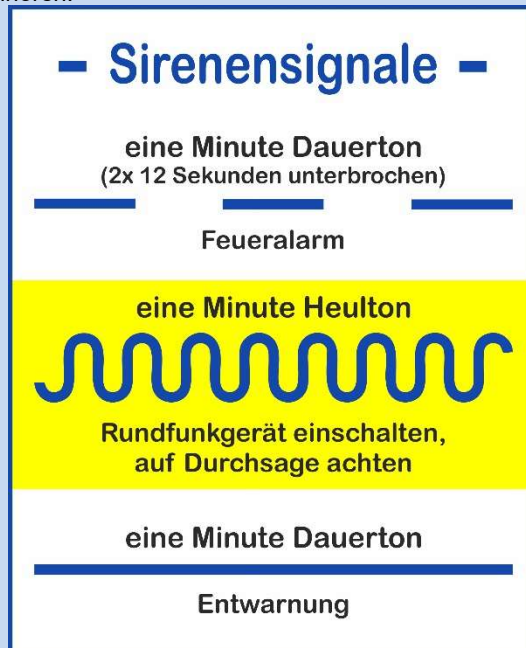 – Sirenensignale –
eine Minute Dauerton
(2x 12 Sekunden unterbrochen)
Feueralarm
eine Minute Heulton
Rundfunkgerät einschalten,
auf Durchsage achten
eine Minute Dauerton
Entwarnung